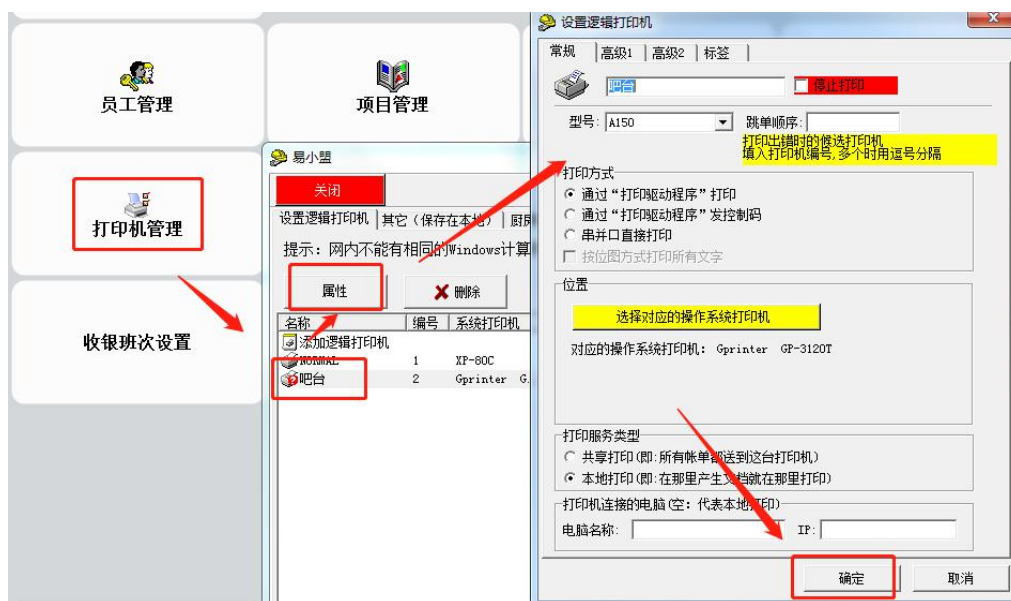 员工管理
项目管理
打印机管理
收银班次设置
易小盟
关闭
设置逻辑打印机
其它（保存在本地）
提示：网内不能有相同的Windows计算
属性
删除
名称 编号 系统打印机
添加逻辑打印机
NORMAL 1 XP-80C
吧台 2 Gprinter G.
设置逻辑打印机
X
常规 高级1 高级2 标签
吧台
停止打印
型号: A150
跳单顺序:
打印出错时的候选打印机
填入打印机编号,多个时用逗号分隔
打印方式
通过“打印驱动程序”打印
通过“打印驱动程序”发控制码
串并口直接打印
按位图方式打印所有文字
位置
选择对应的操作系统打印机
对应的操作系统打印机: Gprinter GP-3120T
打印服务类型
共享打印(即:所有帐单都送到这台打印机)
本地打印(即:在那里产生文档就在那里打印)
打印机连接的电脑(空: 代表本地打印)
电脑名称: IP:
确定 取消